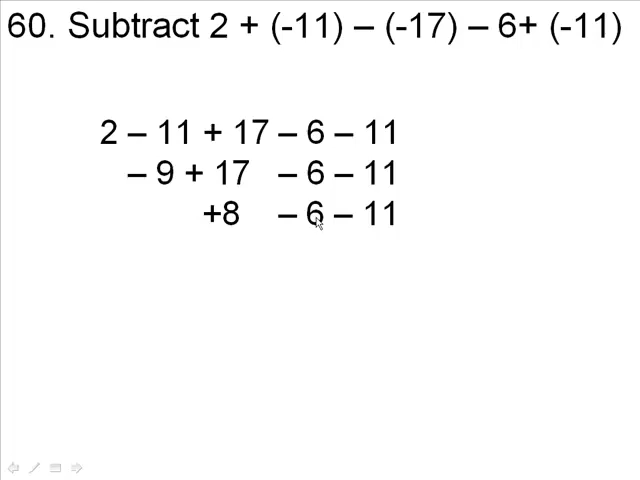 60. Subtract 2 + (-11) – (-17) – 6+ (-11)
2 – 11 + 17 – 6 – 11
– 9 + 17 – 6 – 11
+8 – 6 – 11